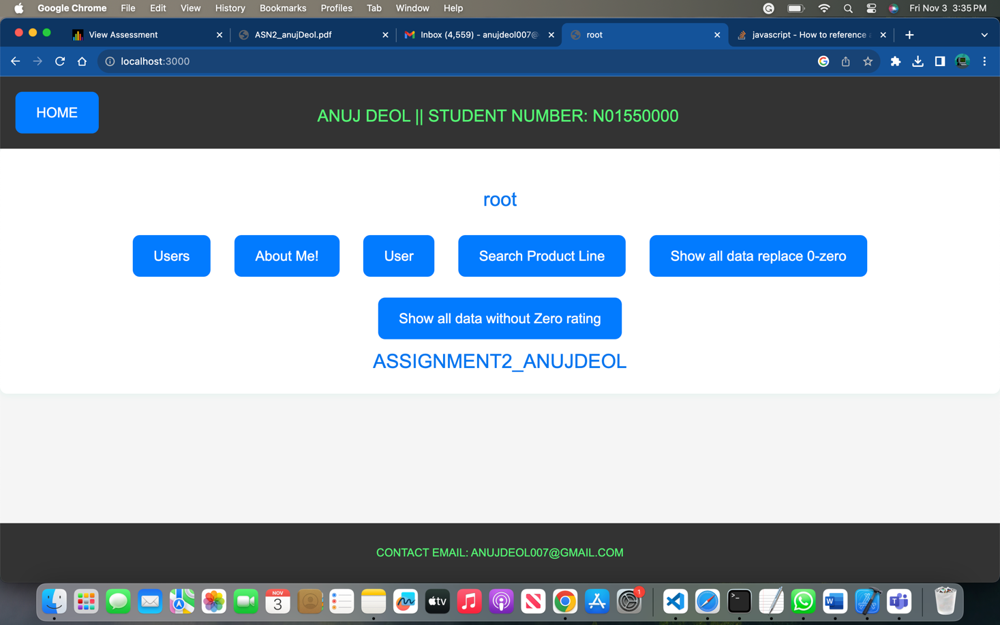 Google Chrome File Edit View History Bookmarks Profiles Tab Window Help Fri Nov 3 3:35 PM
View Assessment ASN2_anujDeol.pdf Inbox (4,559) - anujdeol007@ root javascript - How to reference
localhost:3000
HOME
ANUJ DEOL || STUDENT NUMBER: N01550000
root
Users About Me! User Search Product Line Show all data replace 0-zero
Show all data without Zero rating
ASSIGNMENT2_ANUJDEOL
CONTACT EMAIL: ANUJDEOL007@GMAIL.COM
NOV
3
tv
1